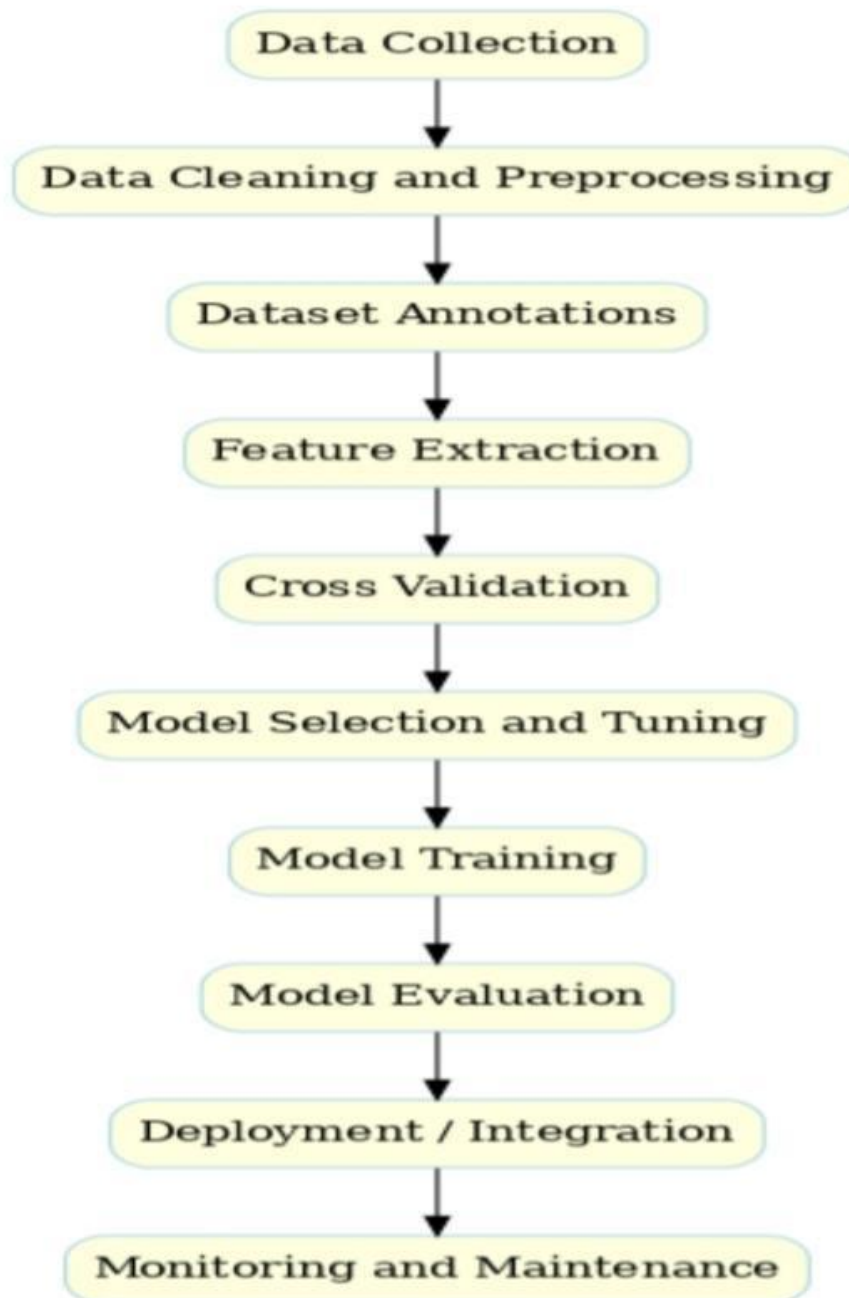 Data Collection
Data Cleaning and Preprocessing
Dataset Annotations
Feature Extraction
Cross Validation
Model Selection and Tuning
Model Training
Model Evaluation
Deployment / Integration
Monitoring and Maintenance